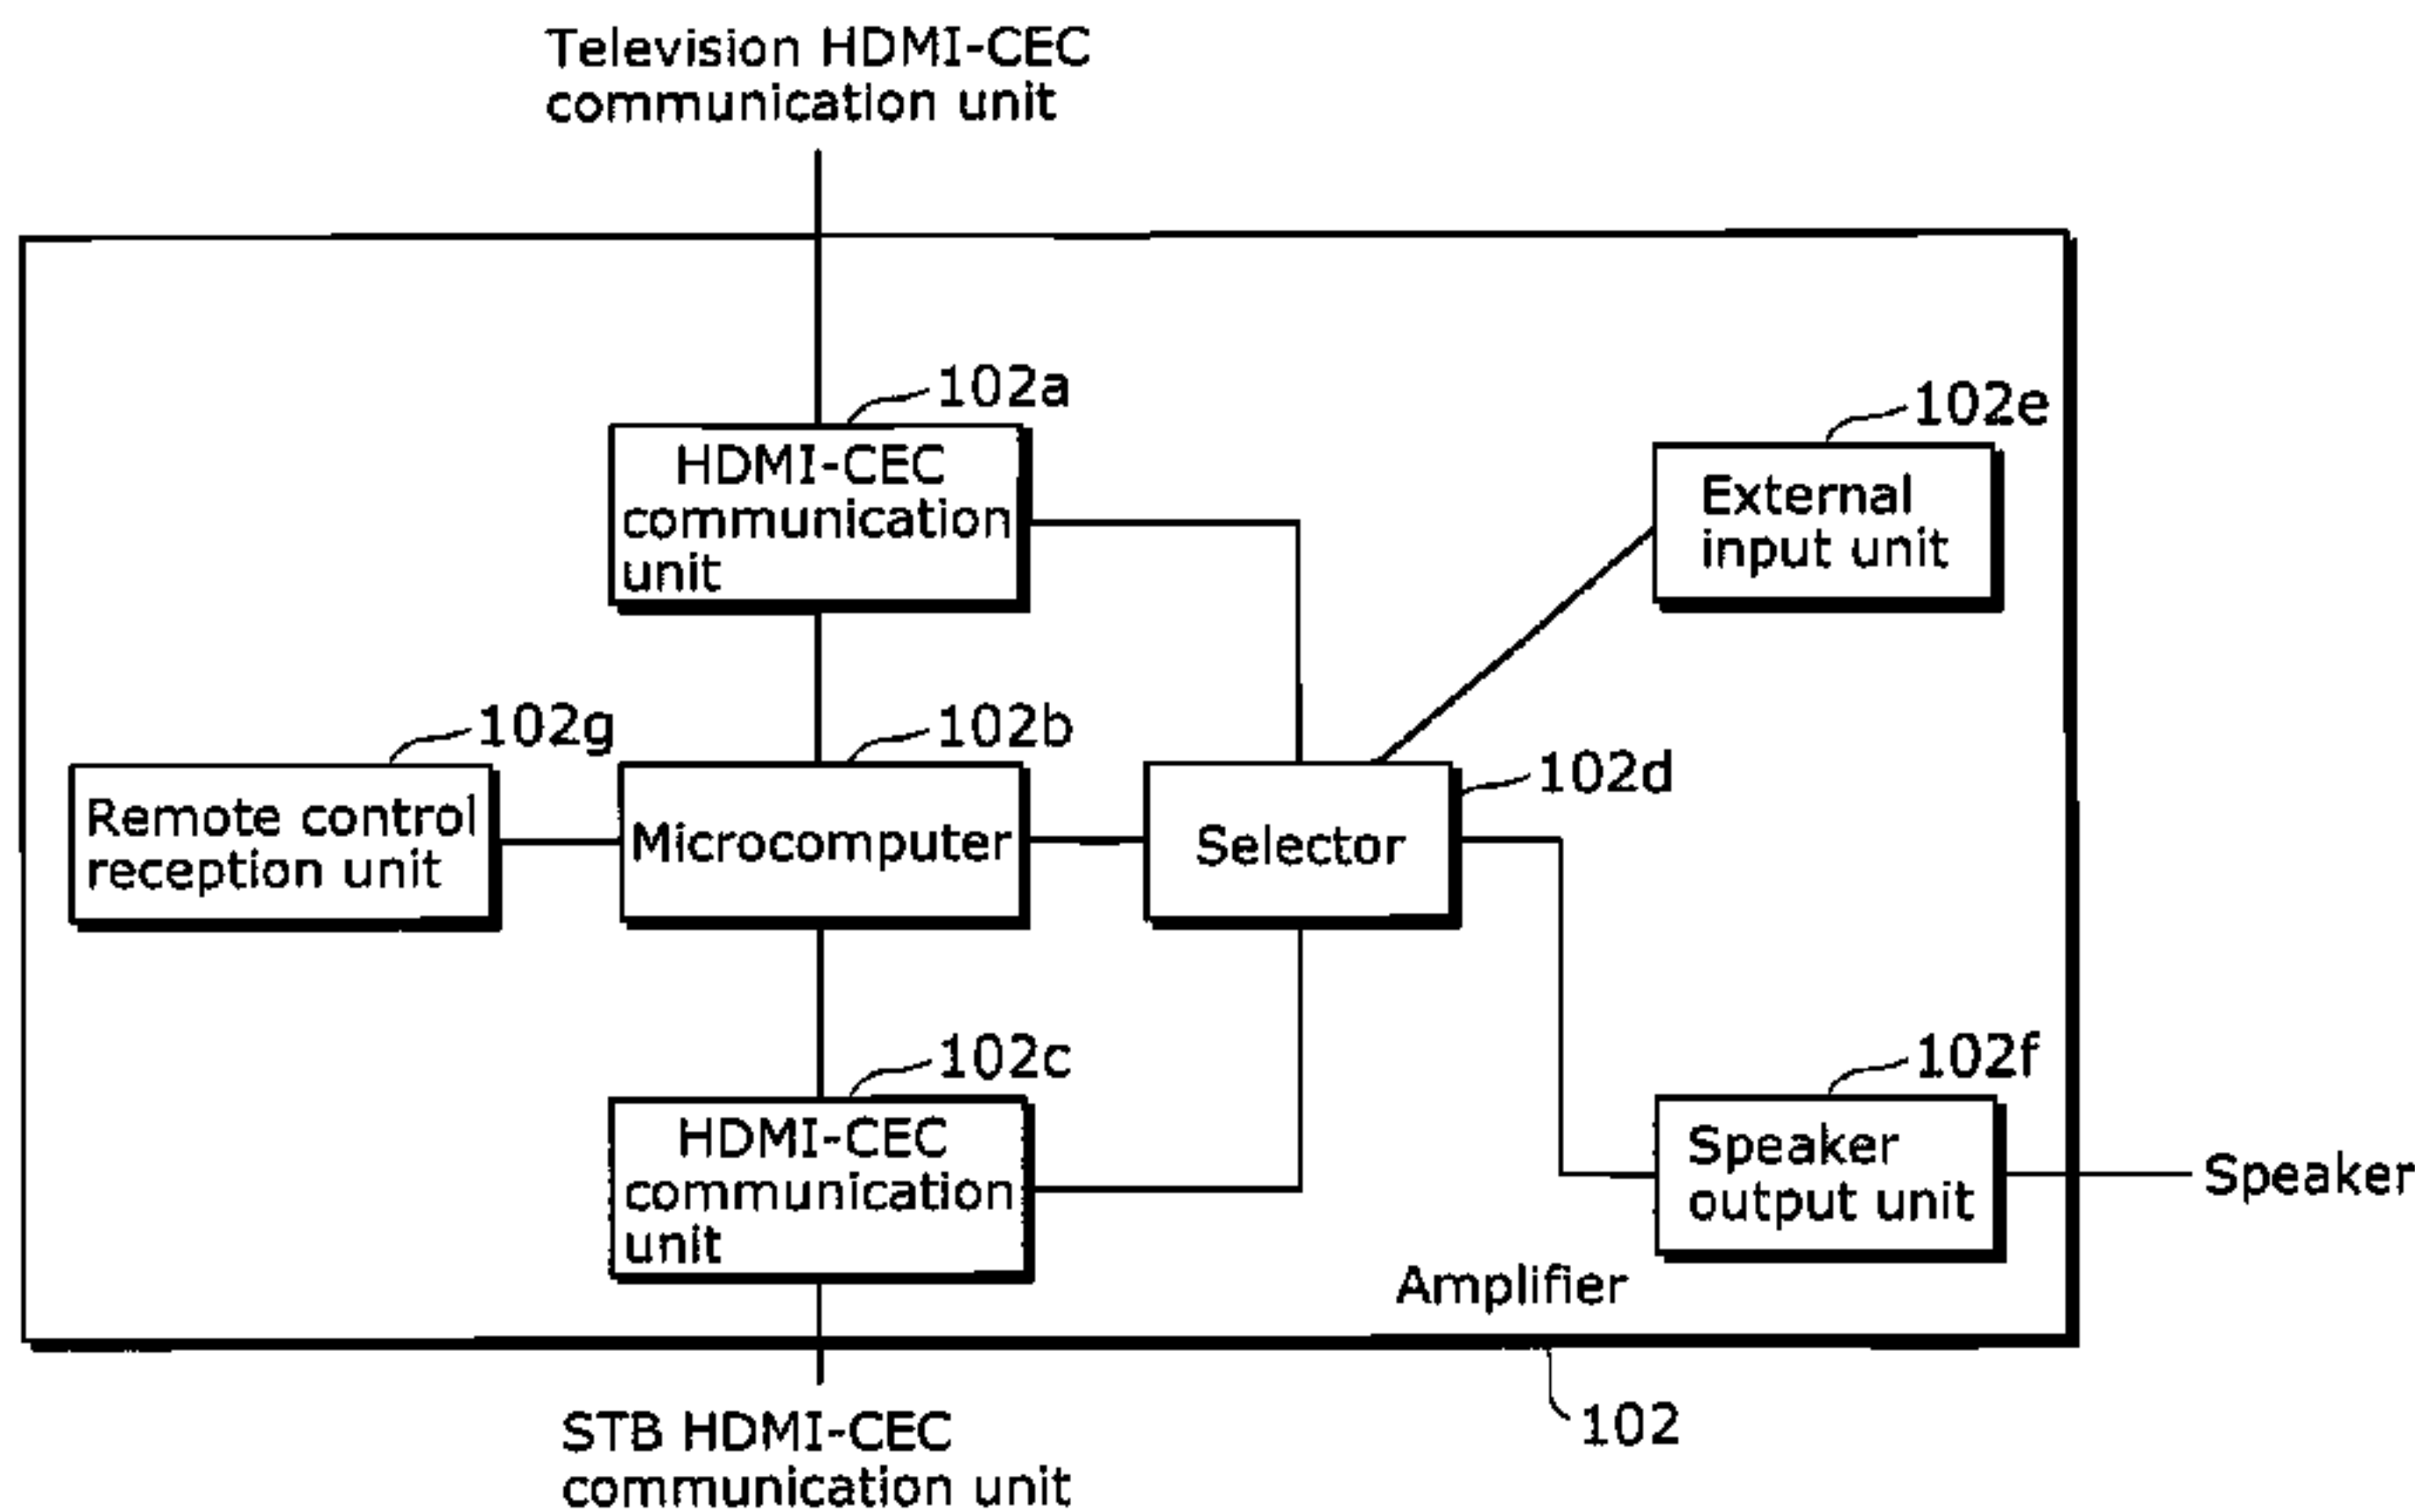 Television HDMI-CEC
communication unit
102a
HDMI-CEC
communication
unit
102e
External
input unit
102g
Remote control
reception unit
102b
Microcomputer
102d
Selector
102c
HDMI-CEC
communication
unit
102f
Speaker
output unit
Speaker
Amplifier
102
STB HDMI-CEC
communication unit